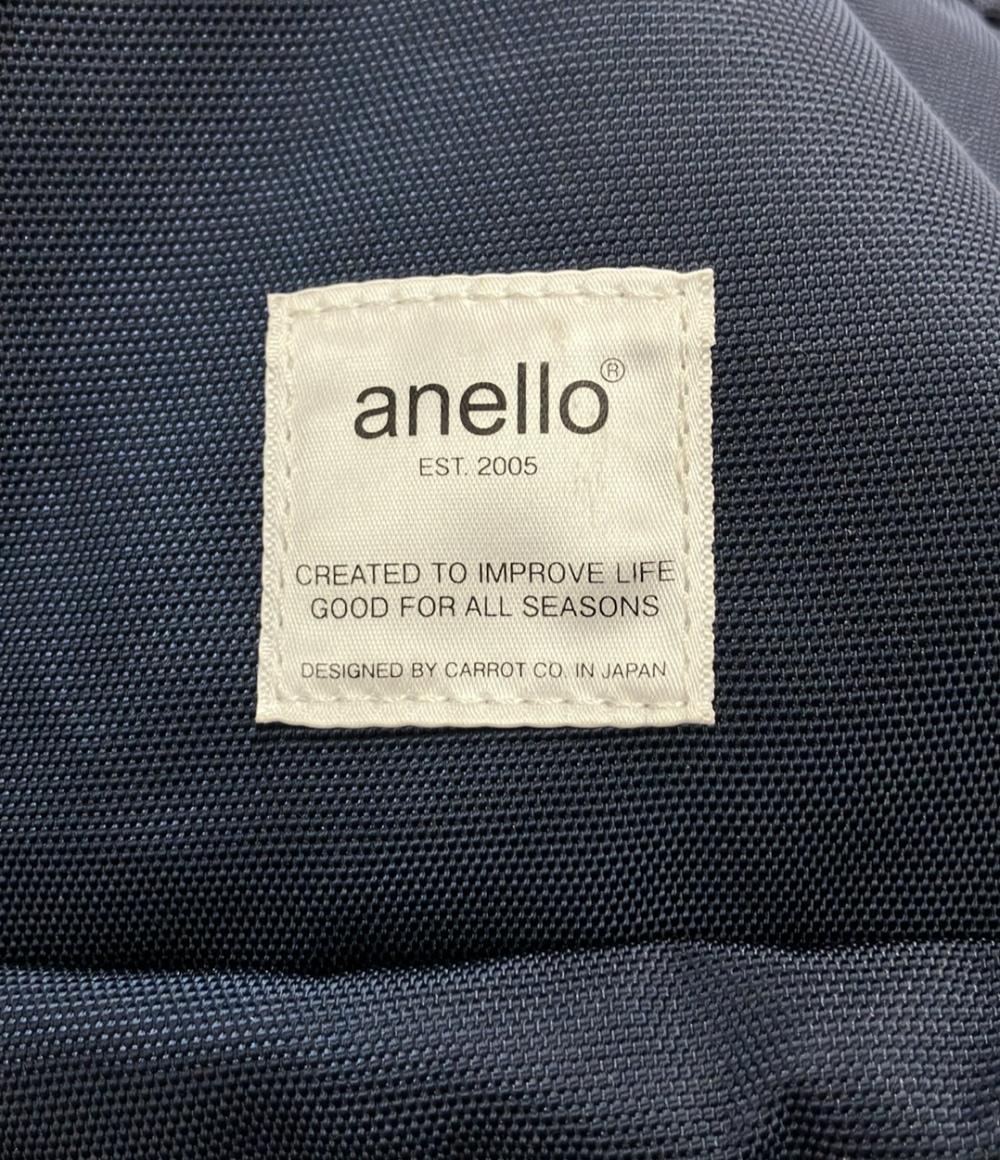 anello®
EST. 2005
CREATED TO IMPROVE LIFE
GOOD FOR ALL SEASONS
DESIGNED BY CARROT CO. IN JAPAN